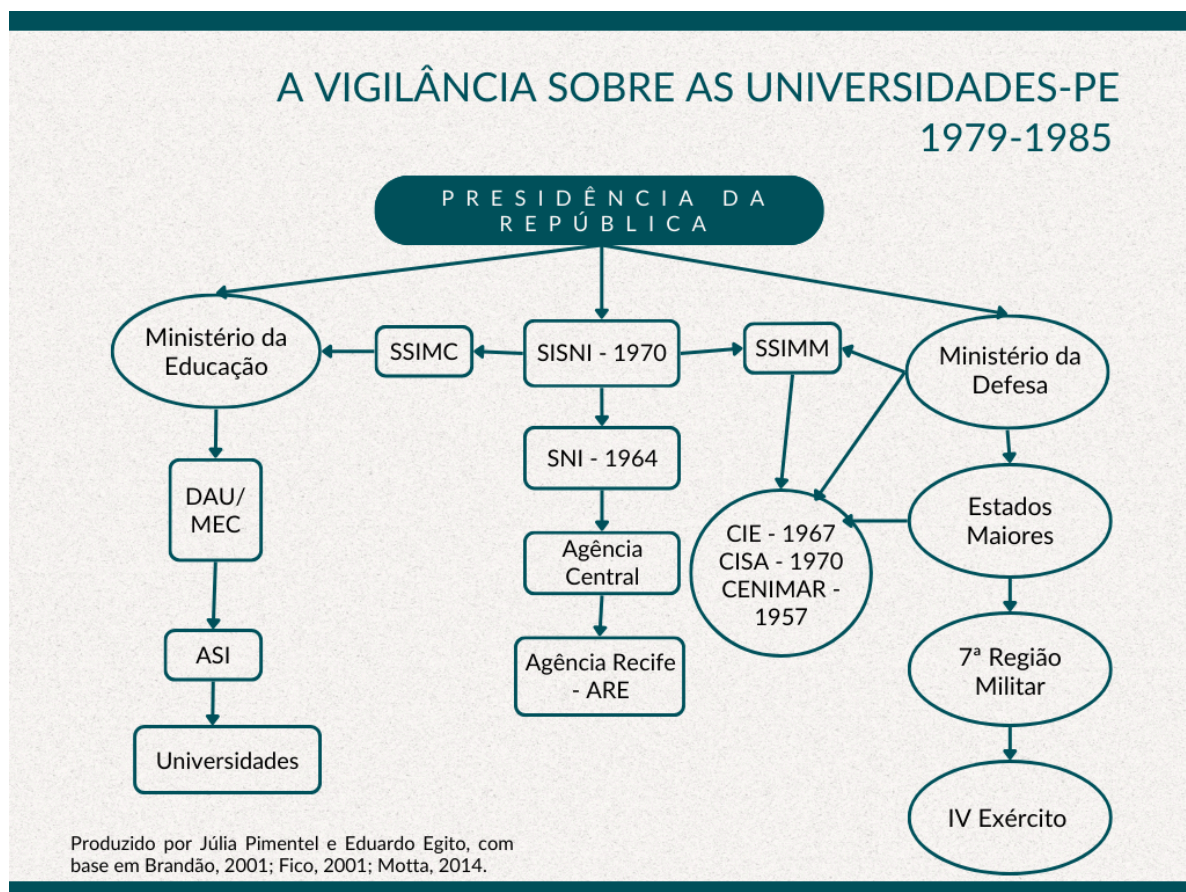 A VIGILÂNCIA SOBRE AS UNIVERSIDADES-PE
1979-1985
PRESIDÊNCIA DA
REPÚBLICA
Ministério da
Educação
SSIMC
SISNI - 1970
SSIMM
Ministério da
Defesa
SNI - 1964
DAU/
MEC
Estados
Maiores
CIE - 1967
CISA - 1970
CENIMAR -
1957
Agência
Central
ASI
Agência Recife
- ARE
7ª Região
Militar
Universidades
IV Exército
Produzido por Júlia Pimentel e Eduardo Egito, com
base em Brandão, 2001; Fico, 2001; Motta, 2014.